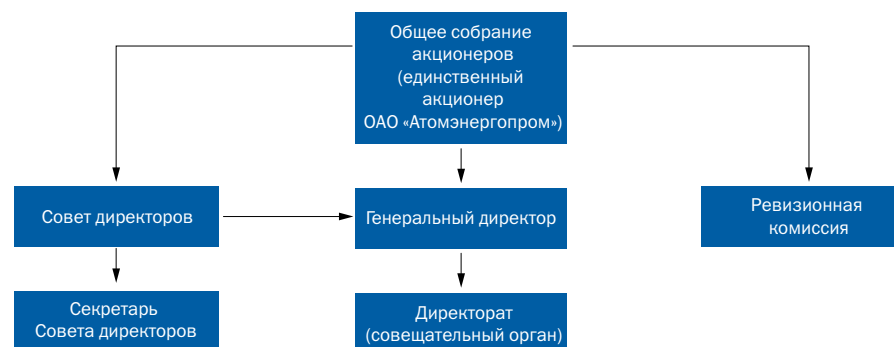 Общее собрание
акционеров
(единственный
акционер
ОАО «Атомэнергопром»)
Совет директоров
Генеральный директор
Ревизионная
комиссия
Секретарь
Совета директоров
Директорат
(совещательный орган)